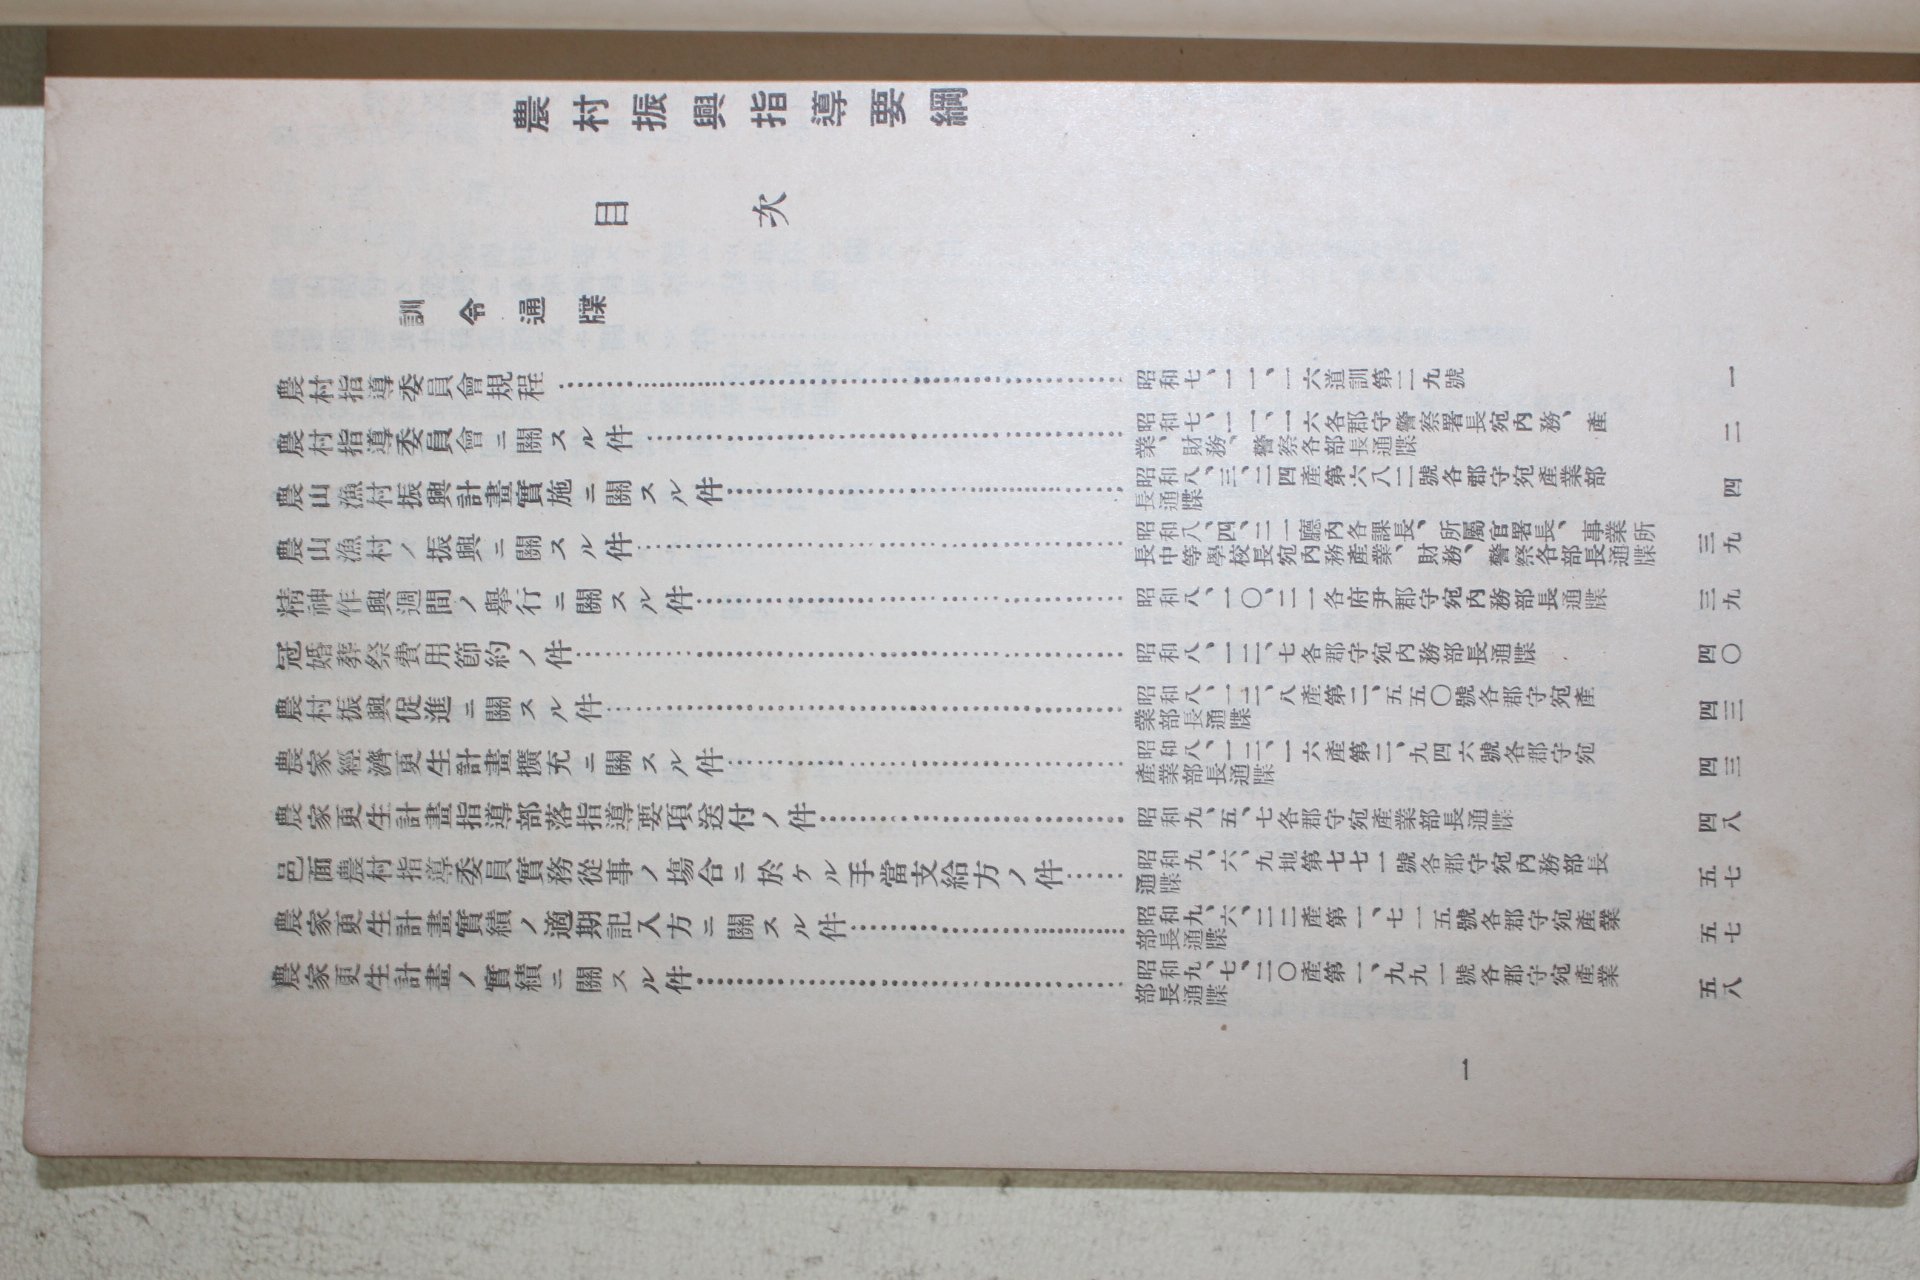 農村振興指導要綱
目次
訓令通牒
農村指導委員會規程……昭和七、一一、一六道訓第二九號 一
農村指導委員會ニ關スル件……昭和七、一一、一六各郡守警察署長宛內務、產業、財務、警察各部長通牒 二
農山漁村振興計畫實施ニ關スル件……昭和八、三、二四產第六八二號各郡守宛產業部長通牒 四
農山漁村ノ振興ニ關スル件……昭和八、四、二一廳內各課長、所屬官署長、事業所長中等學校長宛內務產業、財務、警察各部長通牒 三九
精神作興週間ノ擧行ニ關スル件……昭和八、一〇、二一各府尹郡守宛內務部長通牒 三九
冠婚葬祭費用節約ノ件……昭和八、一二、七各郡守宛內務部長通牒 四〇
農村振興促進ニ關スル件……昭和八、一二、八產第二、五五〇號各郡守宛產業部長通牒 四三
農家經濟更生計畫擴充ニ關スル件……昭和八、一二、一六產第二、九四六號各郡守宛產業部長通牒 四三
農家更生計畫指導部落指導要項送付ノ件……昭和九、五、七各郡守宛產業部長通牒 四八
邑面農村指導委員實務從事ノ塲合ニ於ケル手當支給方ノ件……昭和九、六、九地第七七一號各郡守宛內務部長通牒 五七
農家更生計畫實績ノ適期記入方ニ關スル件……昭和九、六、二二產第一、七一五號各郡守宛產業部長通牒 五七
農家更生計畫ノ實績ニ關スル件……昭和九、七、二〇產第一、九九一號各郡守宛產業部長通牒 五八
1